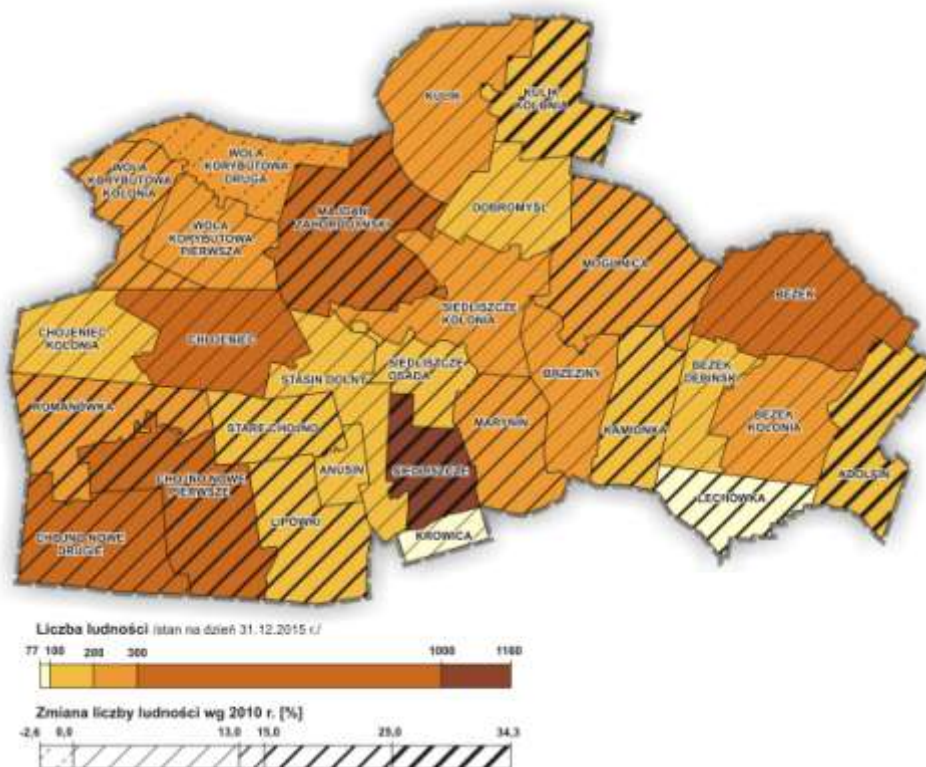 KULIK
KULIK
KOLONIA
WOLA
KORYBUTOWA
DRUGA
WOLA
KORYBUTOWA
KOLONIA
MAJDAN
ZAHORODYŃSKI
DOBROMYŚL
WOLA
KORYBUTOWA
PIERWSZA
MOGILNICA
BEZEK
SIEDLISZCZE
KOLONIA
CHOJENIEC
KOLONIA
CHOJENIEC
SIEDLISZCZE
OSADA
STASIN DOLNY
BRZEZINY
BEZEK
DĘBIŃSKI
ROMANÓWKA
BEZEK
KOLONIA
STARE CHOJNO
MARYNIN
KAMIONKA
ANUSIN
SIEDLISZCZE
ADOLFIN
CHOJNO NOWE
PIERWSZE
LECHÓWKA
LIPÓWKI
KROWICA
CHOJNO NOWE
DRUGIE
Liczba ludności /stan na dzień 31.12.2015 r./
77 100 200 300 1000 1160
Zmiana liczby ludności wg 2010 r. [%]
-2,6 0,0 13,0 15,0 25,0 34,3